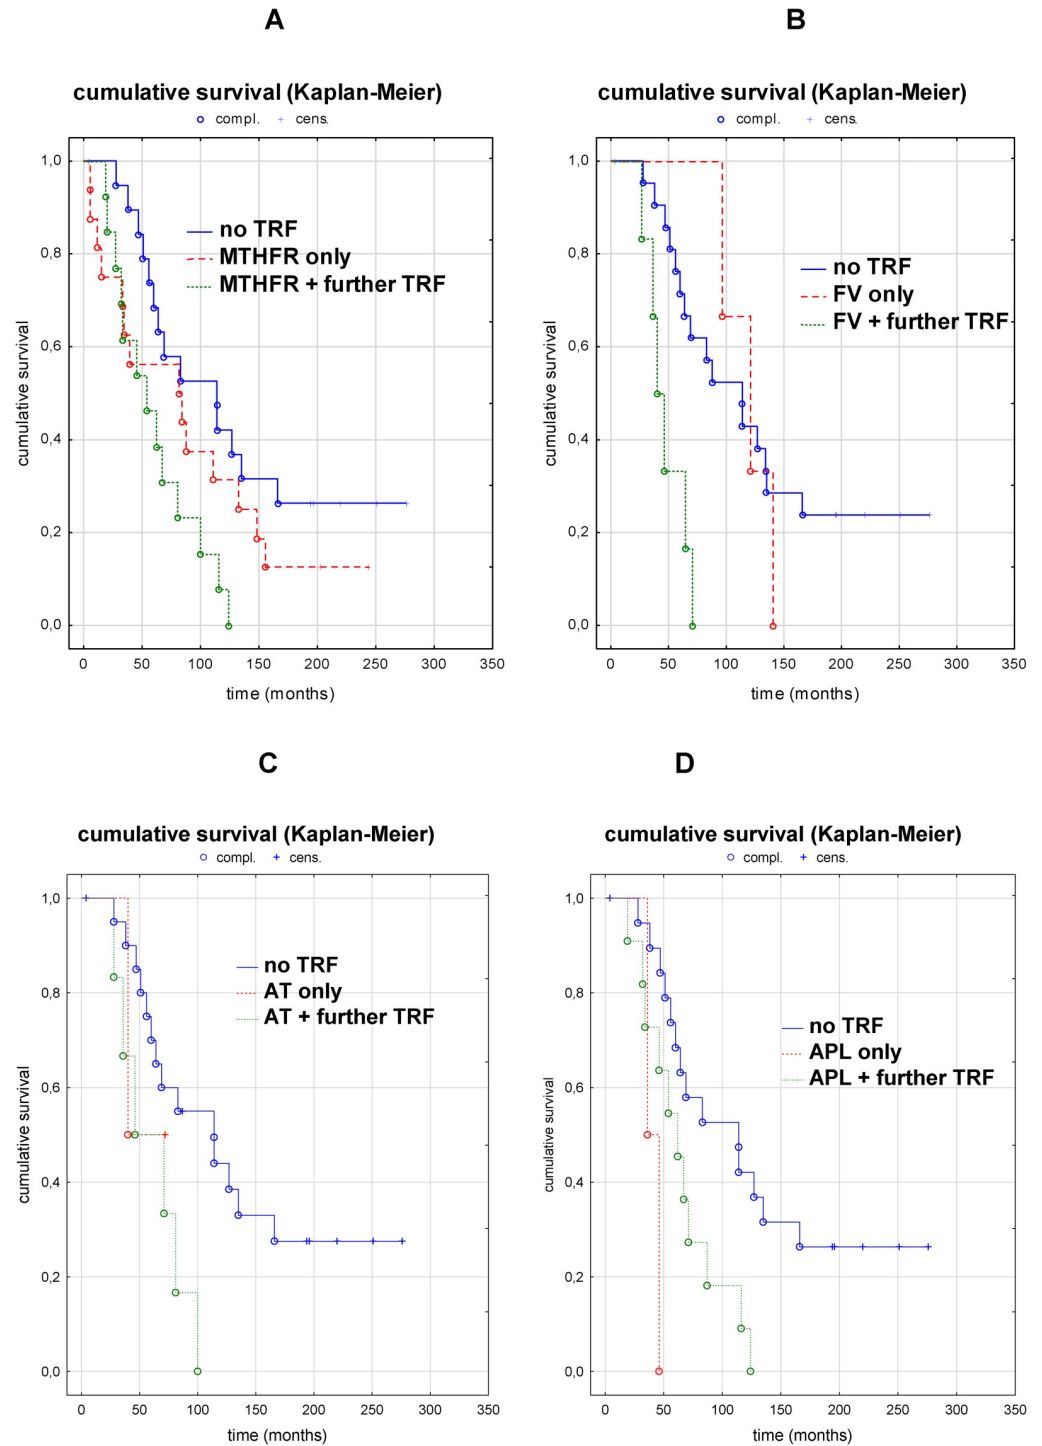 A
cumulative survival (Kaplan-Meier)
compl. cens.
1,0
0,8
0,6
0,4
0,2
0,0
cumulative survival
no TRF
MTHFR only
MTHFR + further TRF
0 50 100 150 200 250 300 350
time (months)
B
cumulative survival (Kaplan-Meier)
compl. cens.
1,0
0,8
0,6
0,4
0,2
0,0
cumulative survival
no TRF
FV only
FV + further TRF
0 50 100 150 200 250 300 350
time (months)
C
cumulative survival (Kaplan-Meier)
compl. cens.
1,0
0,8
0,6
0,4
0,2
0,0
cumulative survival
no TRF
AT only
AT + further TRF
0 50 100 150 200 250 300 350
time (months)
D
cumulative survival (Kaplan-Meier)
compl. cens.
1,0
0,8
0,6
0,4
0,2
0,0
cumulative survival
no TRF
APL only
APL + further TRF
0 50 100 150 200 250 300 350
time (months)